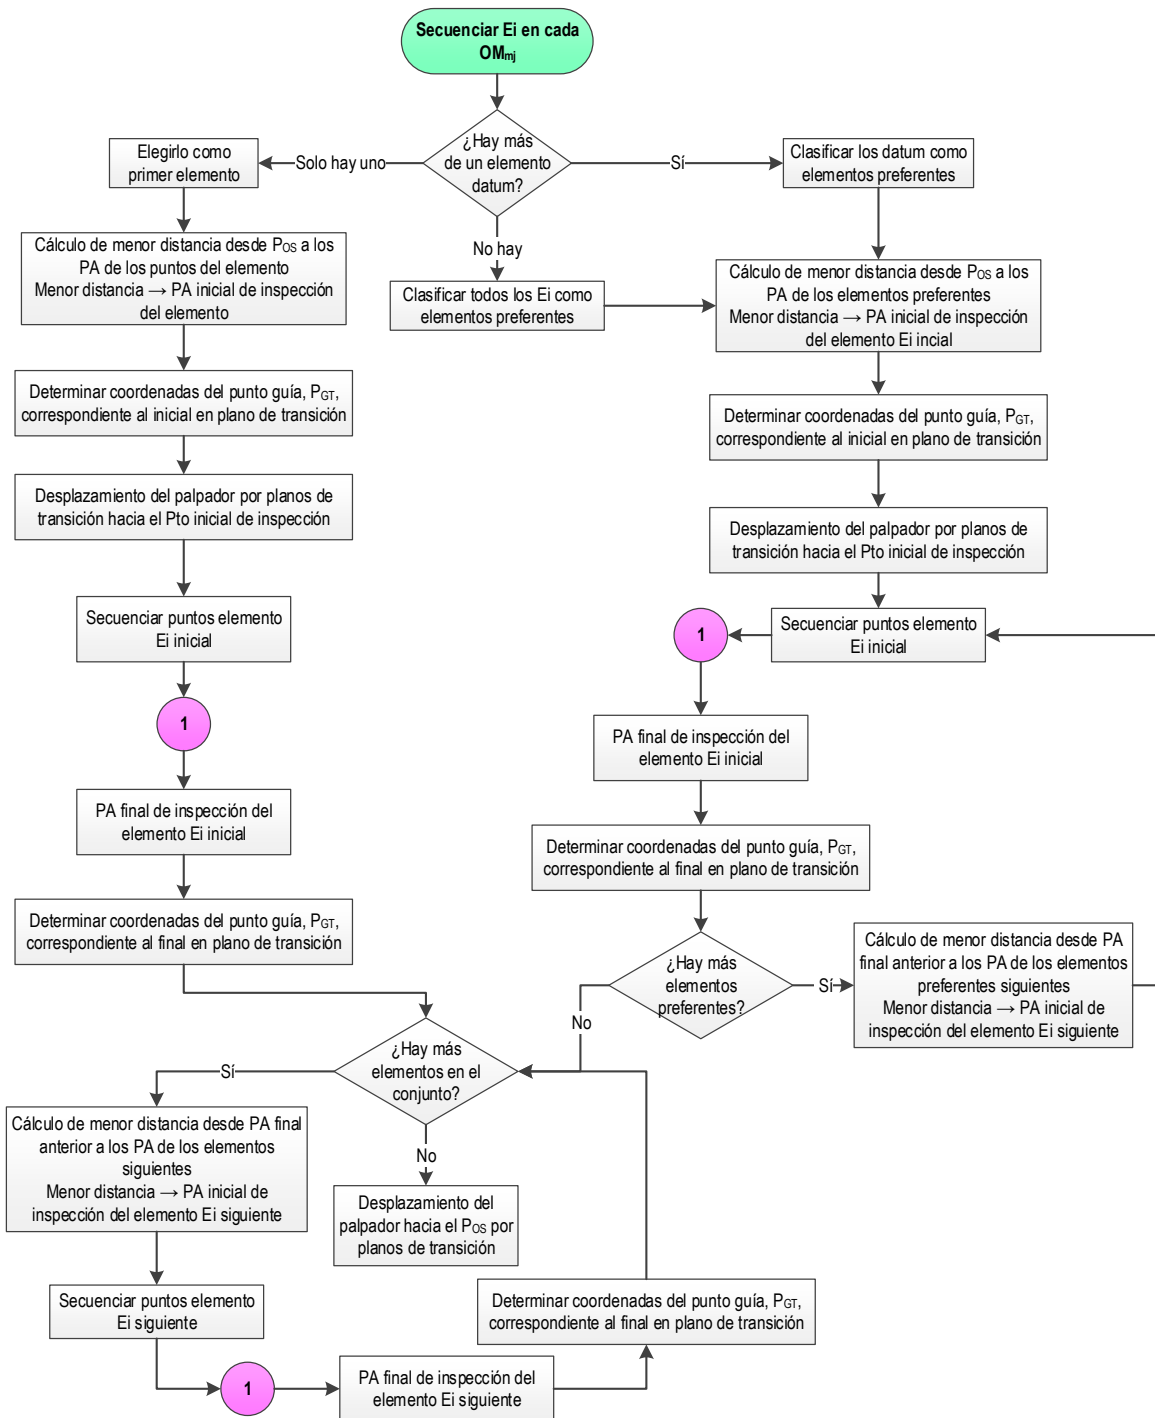 Secuenciar Ei en cada
OMmj
¿Hay más
de un elemento
datum?
Solo hay uno
Sí
No hay
Elegirlo como
primer elemento
Clasificar los datum como
elementos preferentes
Cálculo de menor distancia desde POS a los
PA de los puntos del elemento
Menor distancia → PA inicial de inspección
del elemento
Clasificar todos los Ei como
elementos preferentes
Cálculo de menor distancia desde POS a los
PA de los elementos preferentes
Menor distancia → PA inicial de inspección
del elemento Ei incial
Determinar coordenadas del punto guía, PGT,
correspondiente al inicial en plano de transición
Determinar coordenadas del punto guía, PGT,
correspondiente al inicial en plano de transición
Desplazamiento del palpador por planos de
transición hacia el Pto inicial de inspección
Desplazamiento del palpador por planos de
transición hacia el Pto inicial de inspección
Secuenciar puntos elemento
Ei inicial
Secuenciar puntos elemento
Ei inicial
1
1
PA final de inspección del
elemento Ei inicial
PA final de inspección del
elemento Ei inicial
Determinar coordenadas del punto guía, PGT,
correspondiente al final en plano de transición
Determinar coordenadas del punto guía, PGT,
correspondiente al final en plano de transición
¿Hay más
elementos
preferentes?
Sí
No
Cálculo de menor distancia desde PA
final anterior a los PA de los elementos
preferentes siguientes
Menor distancia → PA inicial de
inspección del elemento Ei siguiente
¿Hay más
elementos en el
conjunto?
Sí
No
Cálculo de menor distancia desde PA final
anterior a los PA de los elementos
siguientes
Menor distancia → PA inicial de
inspección del elemento Ei siguiente
Desplazamiento del
palpador hacia el POS por
planos de transición
Secuenciar puntos elemento
Ei siguiente
Determinar coordenadas del punto guía, PGT,
correspondiente al final en plano de transición
1
PA final de inspección del
elemento Ei siguiente